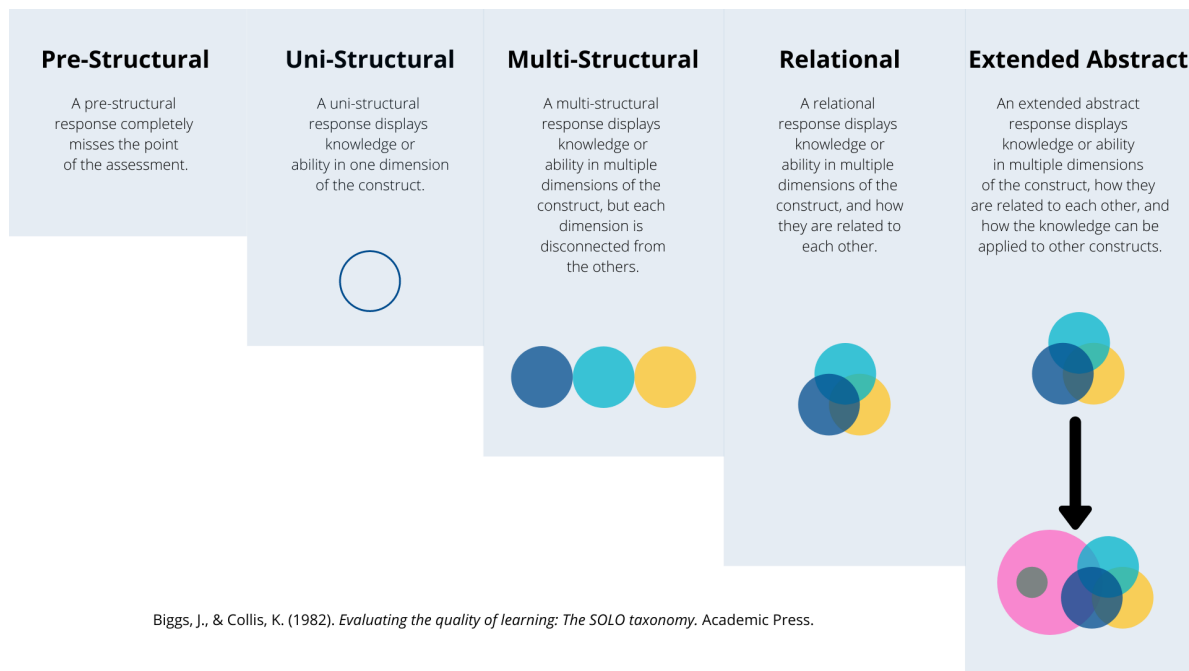 Pre-Structural
A pre-structural
response completely
misses the point
of the assessment.
Uni-Structural
A uni-structural
response displays
knowledge or
ability in one dimension
of the construct.
Multi-Structural
A multi-structural
response displays
knowledge or
ability in multiple
dimensions of the
construct, but each
dimension is
disconnected from
the others.
Relational
A relational
response displays
knowledge or
ability in multiple
dimensions of the
construct, and how
they are related to
each other.
Extended Abstract
An extended abstract
response displays
knowledge or ability
in multiple dimensions
of the construct, how they
are related to each other, and
how the knowledge can be
applied to other constructs.
Biggs, J., & Collis, K. (1982). Evaluating the quality of learning: The SOLO taxonomy. Academic Press.